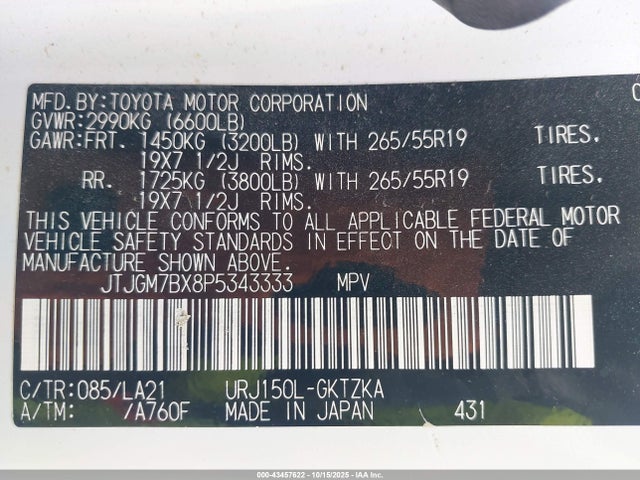 MFD.BY:TOYOTA MOTOR CORPORATION
GVWR:2990KG (6600LB)
GAWR:FRT. 1450KG (3200LB) WITH 265/55R19 TIRES.
19X7 1/2J RIMS.
RR. 1725KG (3800LB) WITH 265/55R19 TIRES.
19X7 1/2J RIMS.
THIS VEHICLE CONFORMS TO ALL APPLICABLE FEDERAL MOTOR
VEHICLE SAFETY STANDARDS IN EFFECT ON THE DATE OF
MANUFACTURE SHOWN ABOVE.
JTJGM7BX8P5343333 MPV
C/TR:085/LA21 URJ150L-GKTZKA
A/TM: /A760F MADE IN JAPAN 431
000-43457622 - 10/15/2025 - IAA Inc.